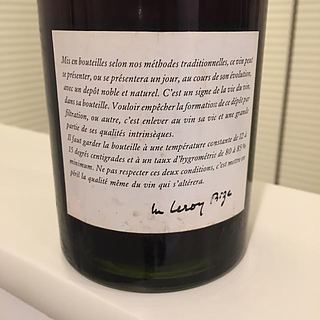 Mis en bouteilles selon nos méthodes traditionnelles, ce vin peut
se présenter, ou se présentera un jour, au cours de son évolution,
avec un depôt noble et naturel. C'est un signe de la vie du vin,
dans sa bouteille. Vouloir empêcher la formation de ce dépôt par
filtration, ou autre, c'est enlever au vin sa vie et une grande
partie de ses qualités intrinsèques.
Il faut garder la bouteille à une température constante de 12 à
15 degrés centigrades et à un taux d'hygrométrie de 80 à 85%
minimum. Ne pas respecter ces deux conditions, c'est mettre en
péril la qualité même du vin qui s'altérera.
Leroy